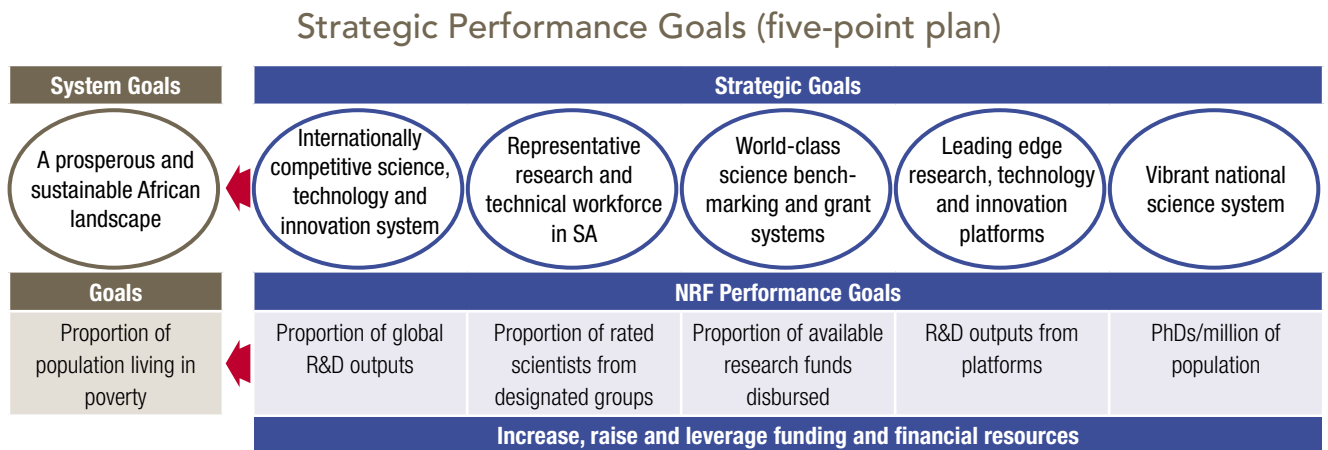 Strategic Performance Goals (five-point plan)
System Goals
Strategic Goals
A prosperous and
sustainable African
landscape
Internationally
competitive science,
technology and
innovation system
Representative
research and
technical workforce
in SA
World-class
science bench-
marking and grant
systems
Leading edge
research, technology
and innovation
platforms
Vibrant national
science system
Goals
NRF Performance Goals
Proportion of
population living in
poverty
Proportion of global
R&D outputs
Proportion of rated
scientists from
designated groups
Proportion of available
research funds
disbursed
R&D outputs from
platforms
PhDs/million of
population
Increase, raise and leverage funding and financial resources